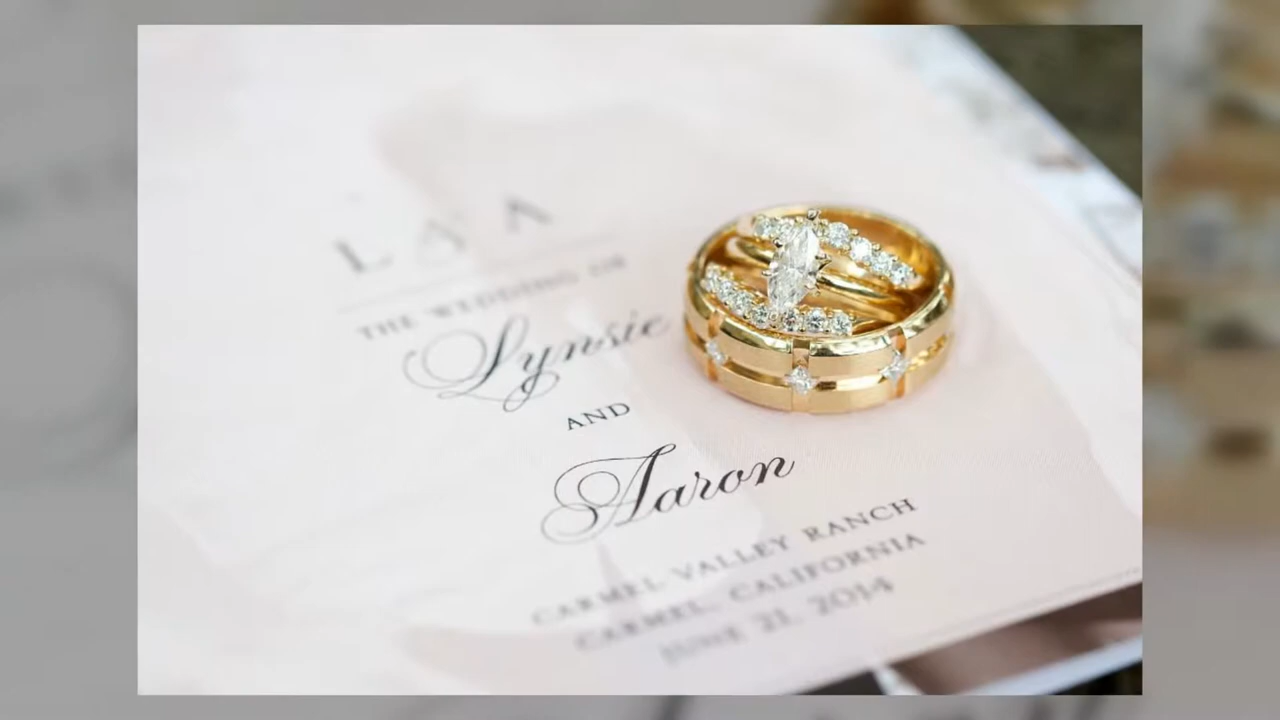 L & A
THE WEDDING OF
Lynsie
AND
Aaron
CARMEL VALLEY RANCH
CARMEL, CALIFORNIA
JUNE 21, 2014